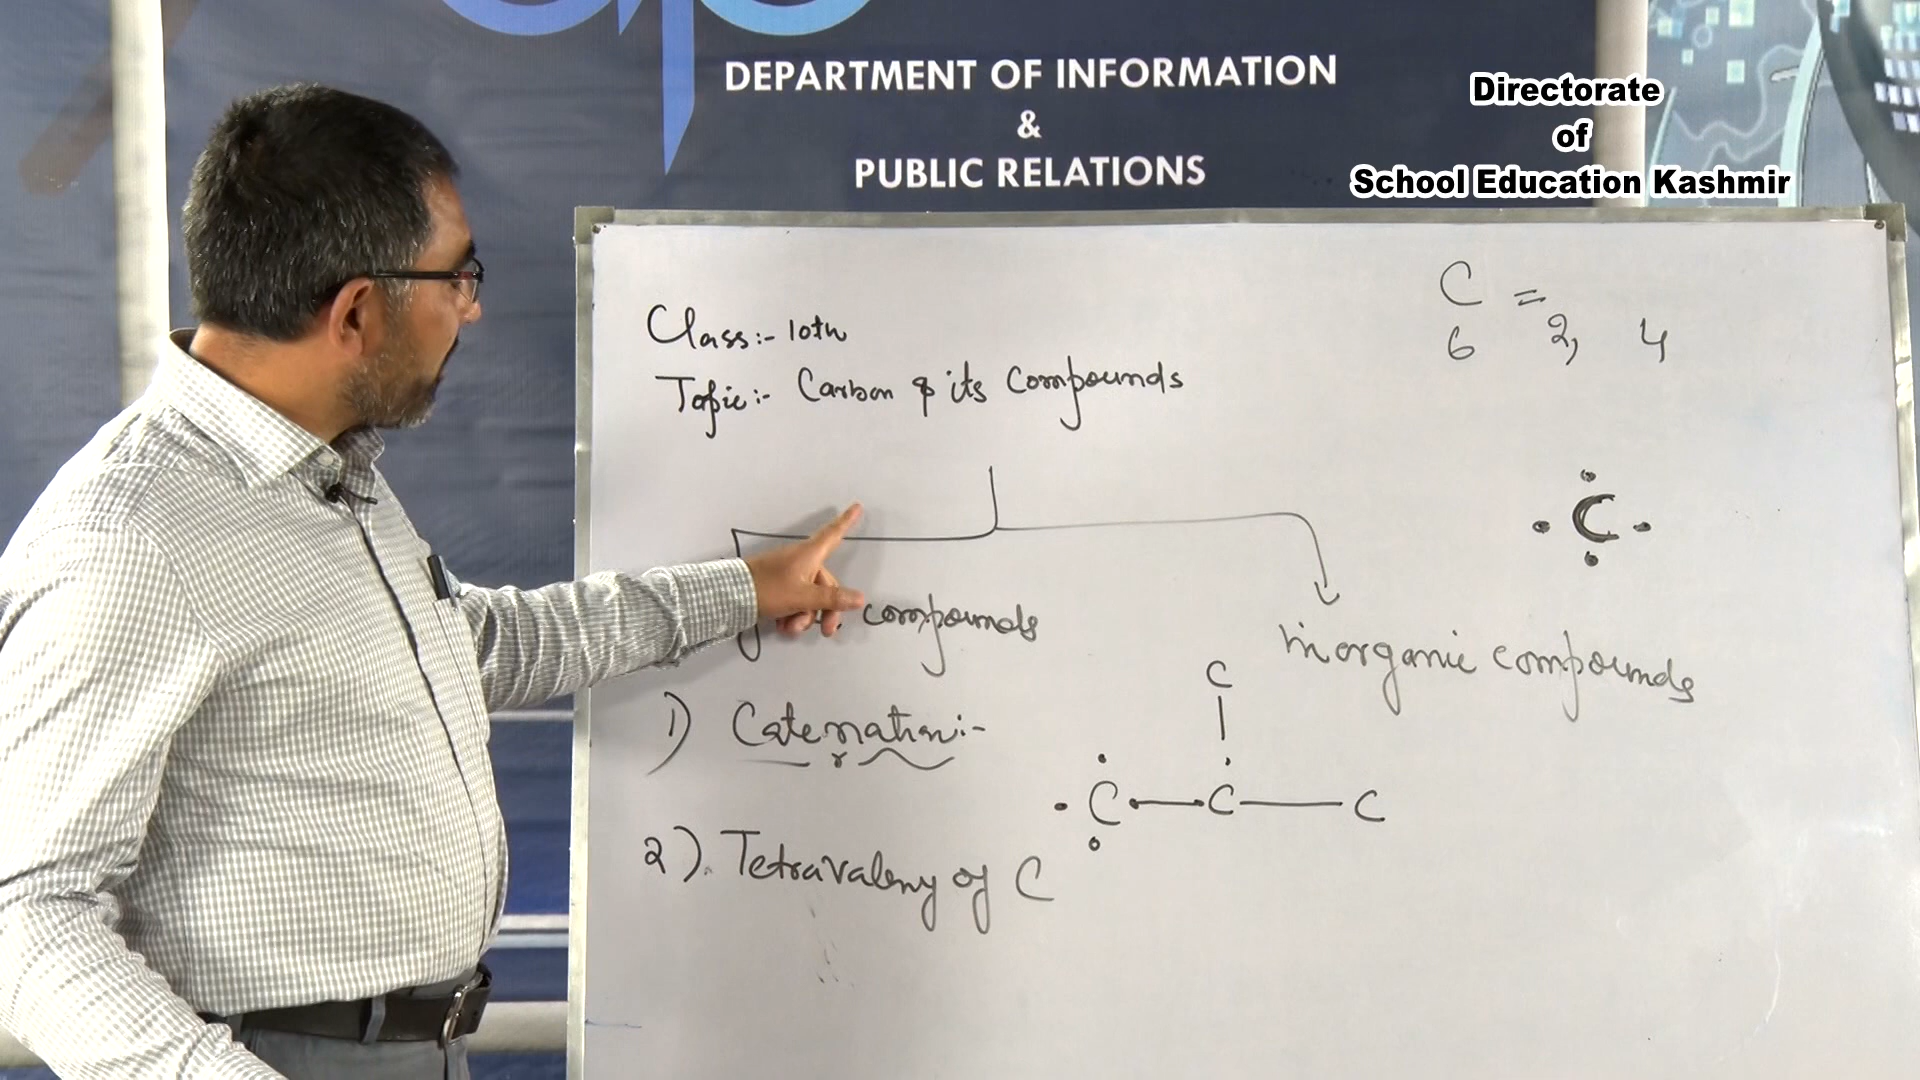 DEPARTMENT OF INFORMATION
&
PUBLIC RELATIONS
Directorate
of
School Education Kashmir
Class:- 10th
Topic:- Carbon & its Compounds
C =
6 2, 4
C
compounds
inorganic compounds
1) Catenation:-
C
C C C
2). Tetravaleny of C